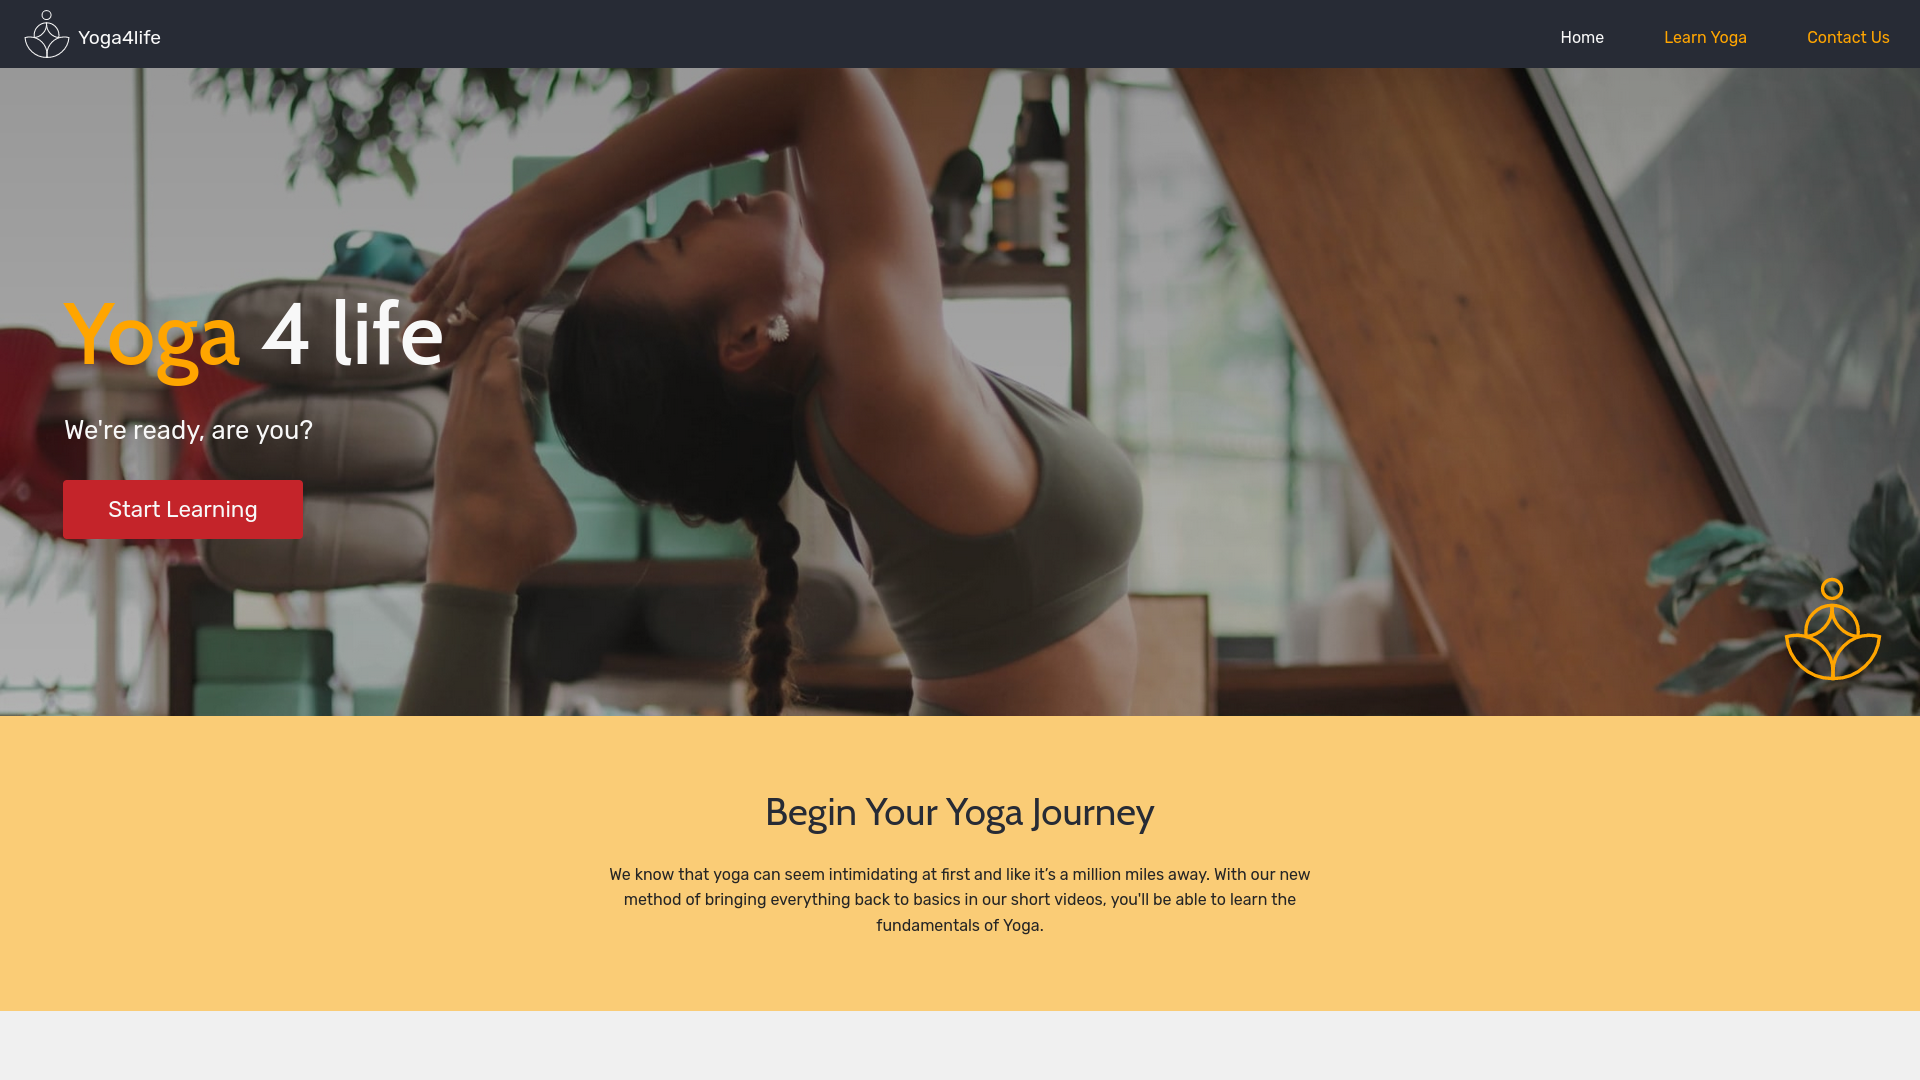 Yoga4life
Home
Learn Yoga
Contact Us
Yoga 4 life
We're ready, are you?
Start Learning
Begin Your Yoga Journey
We know that yoga can seem intimidating at first and like it’s a million miles away. With our new
method of bringing everything back to basics in our short videos, you'll be able to learn the
fundamentals of Yoga.